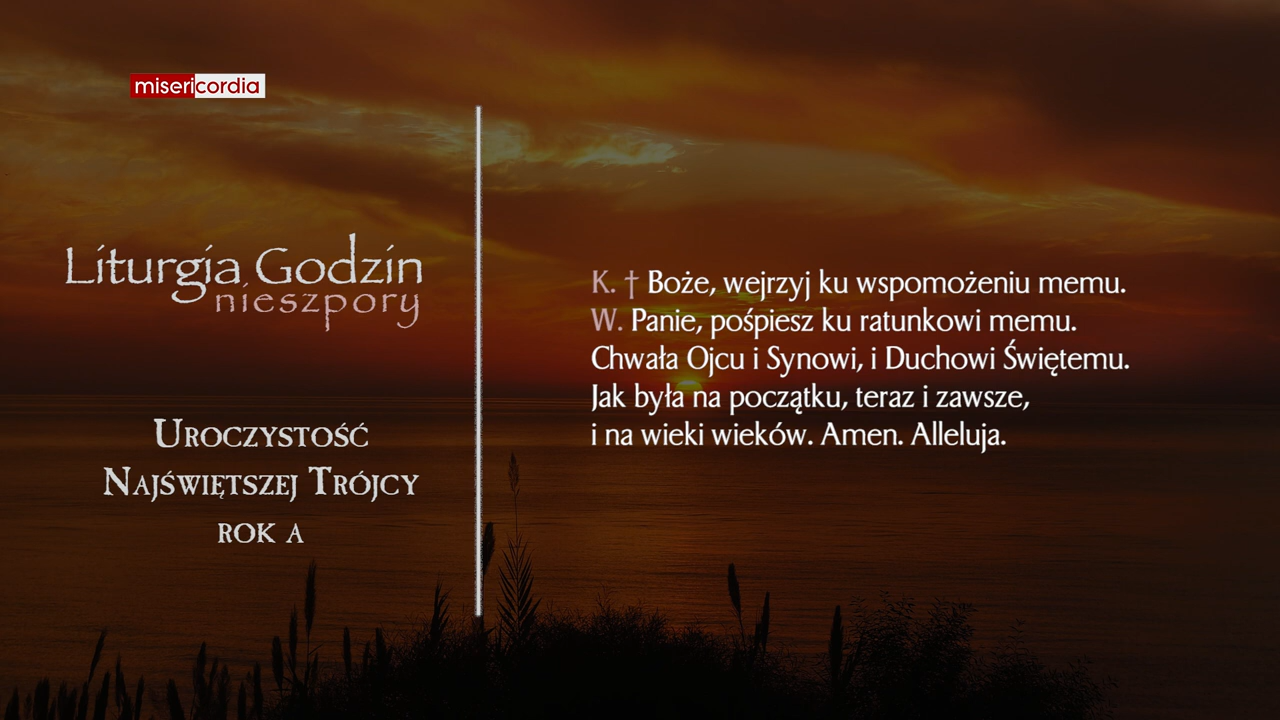 misericordia
Liturgia Godzin
nieszpory
Uroczystość
Najświętszej Trójcy
rok a
K. † Boże, wejrzyj ku wspomożeniu memu.
W. Panie, pośpiesz ku ratunkowi memu.
Chwała Ojcu i Synowi, i Duchowi Świętemu.
Jak była na początku, teraz i zawsze,
i na wieki wieków. Amen. Alleluja.